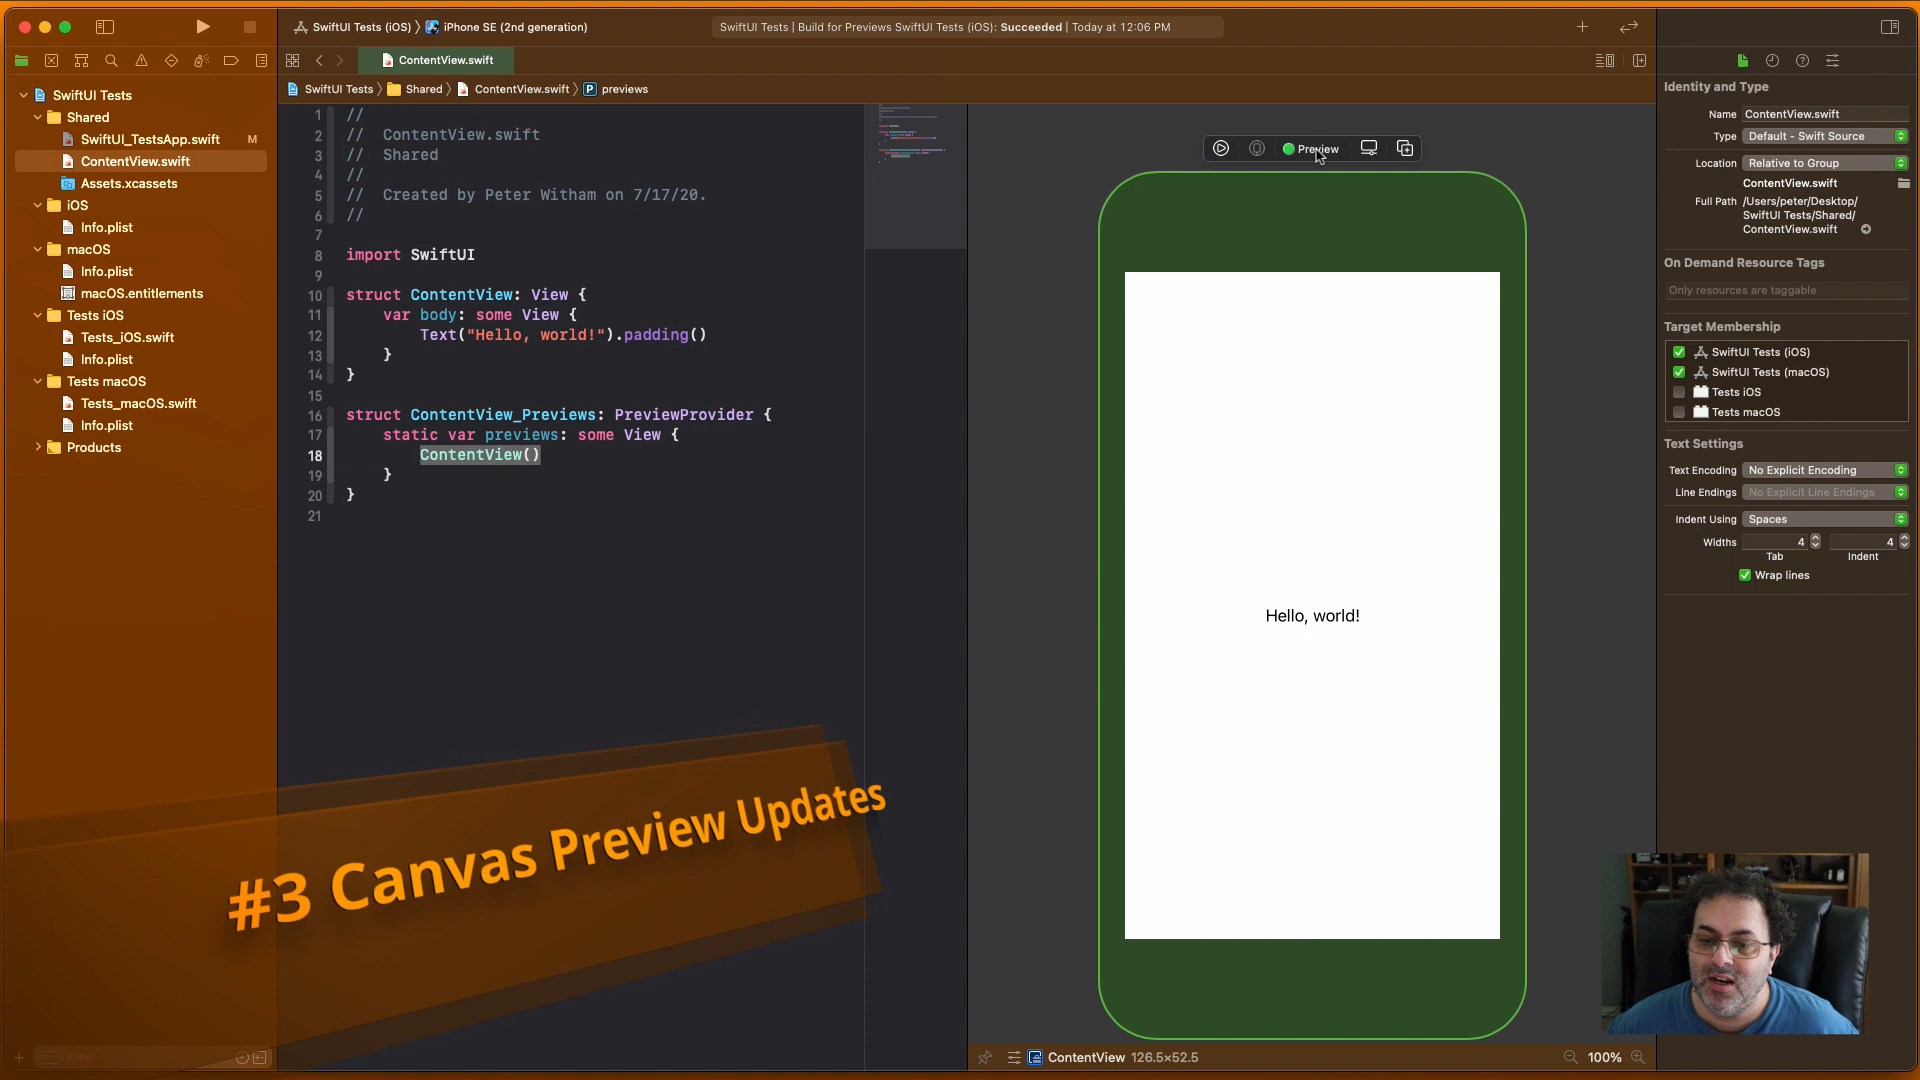 SwiftUI Tests (iOS) 〉 iPhone SE (2nd generation)
SwiftUI Tests | Build for Previews SwiftUI Tests (iOS): Succeeded | Today at 12:06 PM
ContentView.swift
SwiftUI Tests 〉 Shared 〉 ContentView.swift 〉 P previews
SwiftUI Tests
Shared
SwiftUI_TestsApp.swift M
ContentView.swift
Assets.xcassets
iOS
Info.plist
macOS
Info.plist
macOS.entitlements
Tests iOS
Tests_iOS.swift
Info.plist
Tests macOS
Tests_macOS.swift
Info.plist
Products
Filter
1 //
2 // ContentView.swift
3 // Shared
4 //
5 // Created by Peter Witham on 7/17/20.
6 //
7
8 import SwiftUI
9
10 struct ContentView: View {
11 var body: some View {
12 Text("Hello, world!").padding()
13 }
14 }
15
16 struct ContentView_Previews: PreviewProvider {
17 static var previews: some View {
18 ContentView()
19 }
20 }
21
#3 Canvas Preview Updates
Preview
Hello, world!
ContentView 126.5×52.5
100%
Identity and Type
Name ContentView.swift
Type Default - Swift Source
Location Relative to Group
ContentView.swift
Full Path /Users/peter/Desktop/
SwiftUI Tests/Shared/
ContentView.swift
On Demand Resource Tags
Only resources are taggable
Target Membership
SwiftUI Tests (iOS)
SwiftUI Tests (macOS)
Tests iOS
Tests macOS
Text Settings
Text Encoding No Explicit Encoding
Line Endings No Explicit Line Endings
Indent Using Spaces
Widths 4 4
Tab Indent
Wrap lines